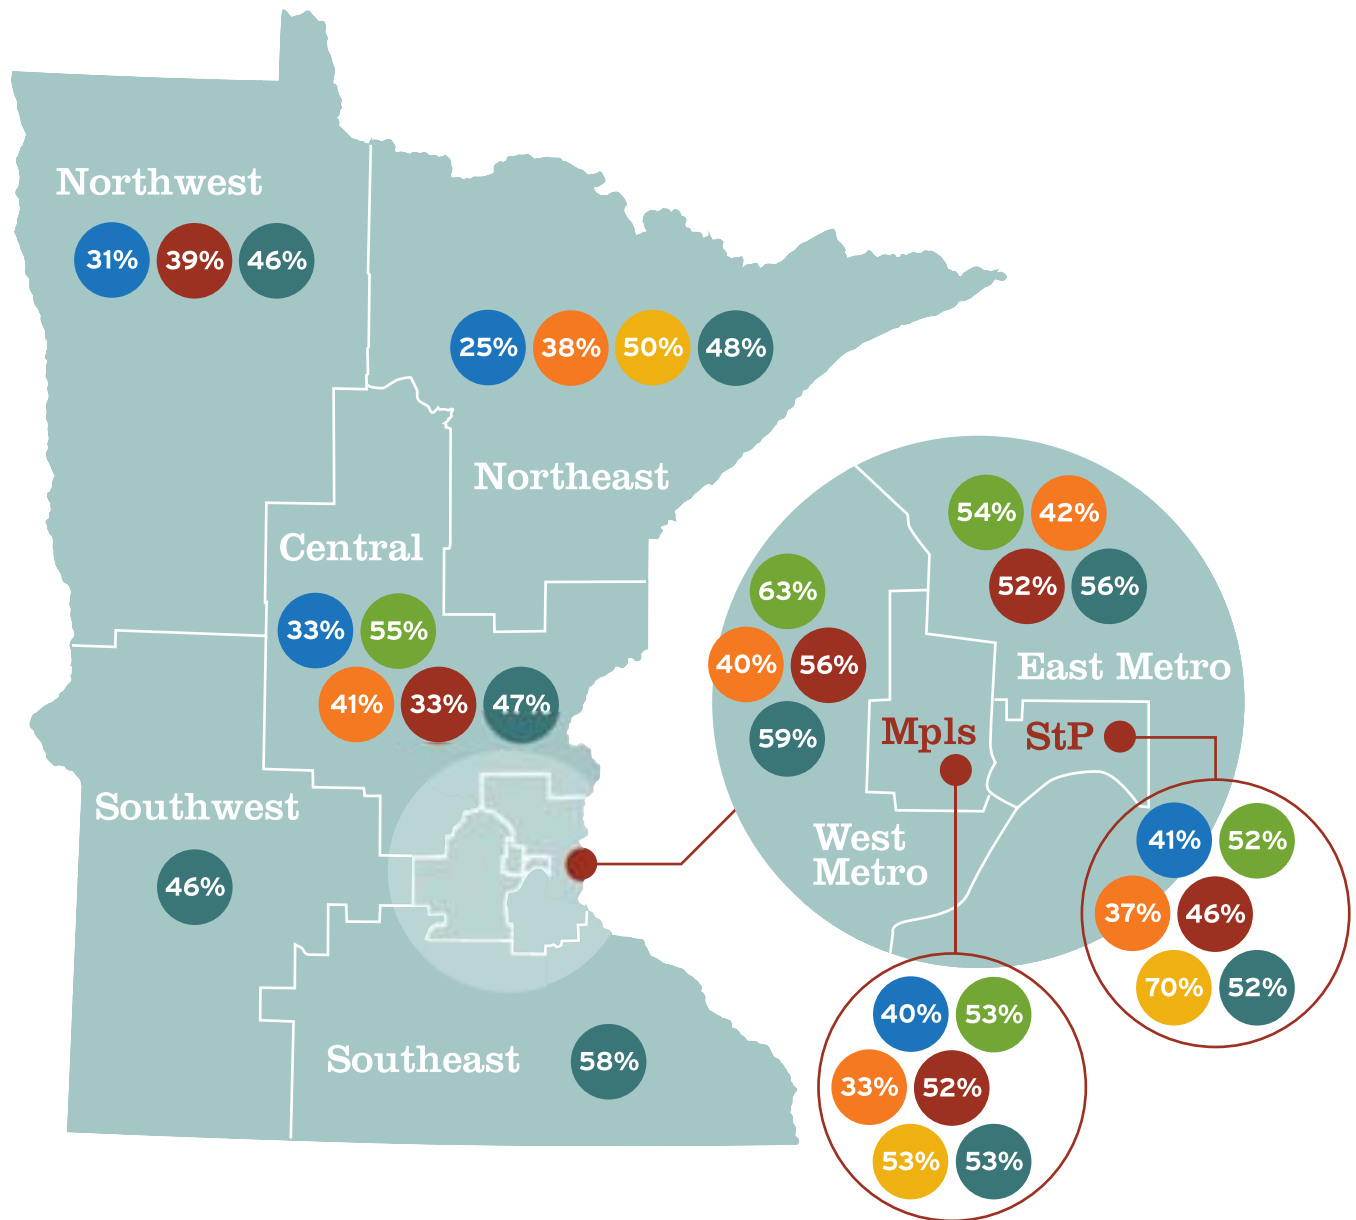 Northwest
31% 39% 46%
25% 38% 50% 48%
Northeast
Central
33% 55%
41% 33% 47%
Southwest
46%
Southeast
58%
54% 42%
52% 56%
East Metro
63%
40% 56%
59%
West
Metro
Mpls
StP
41% 52%
37% 46%
70% 52%
40% 53%
33% 52%
53% 53%